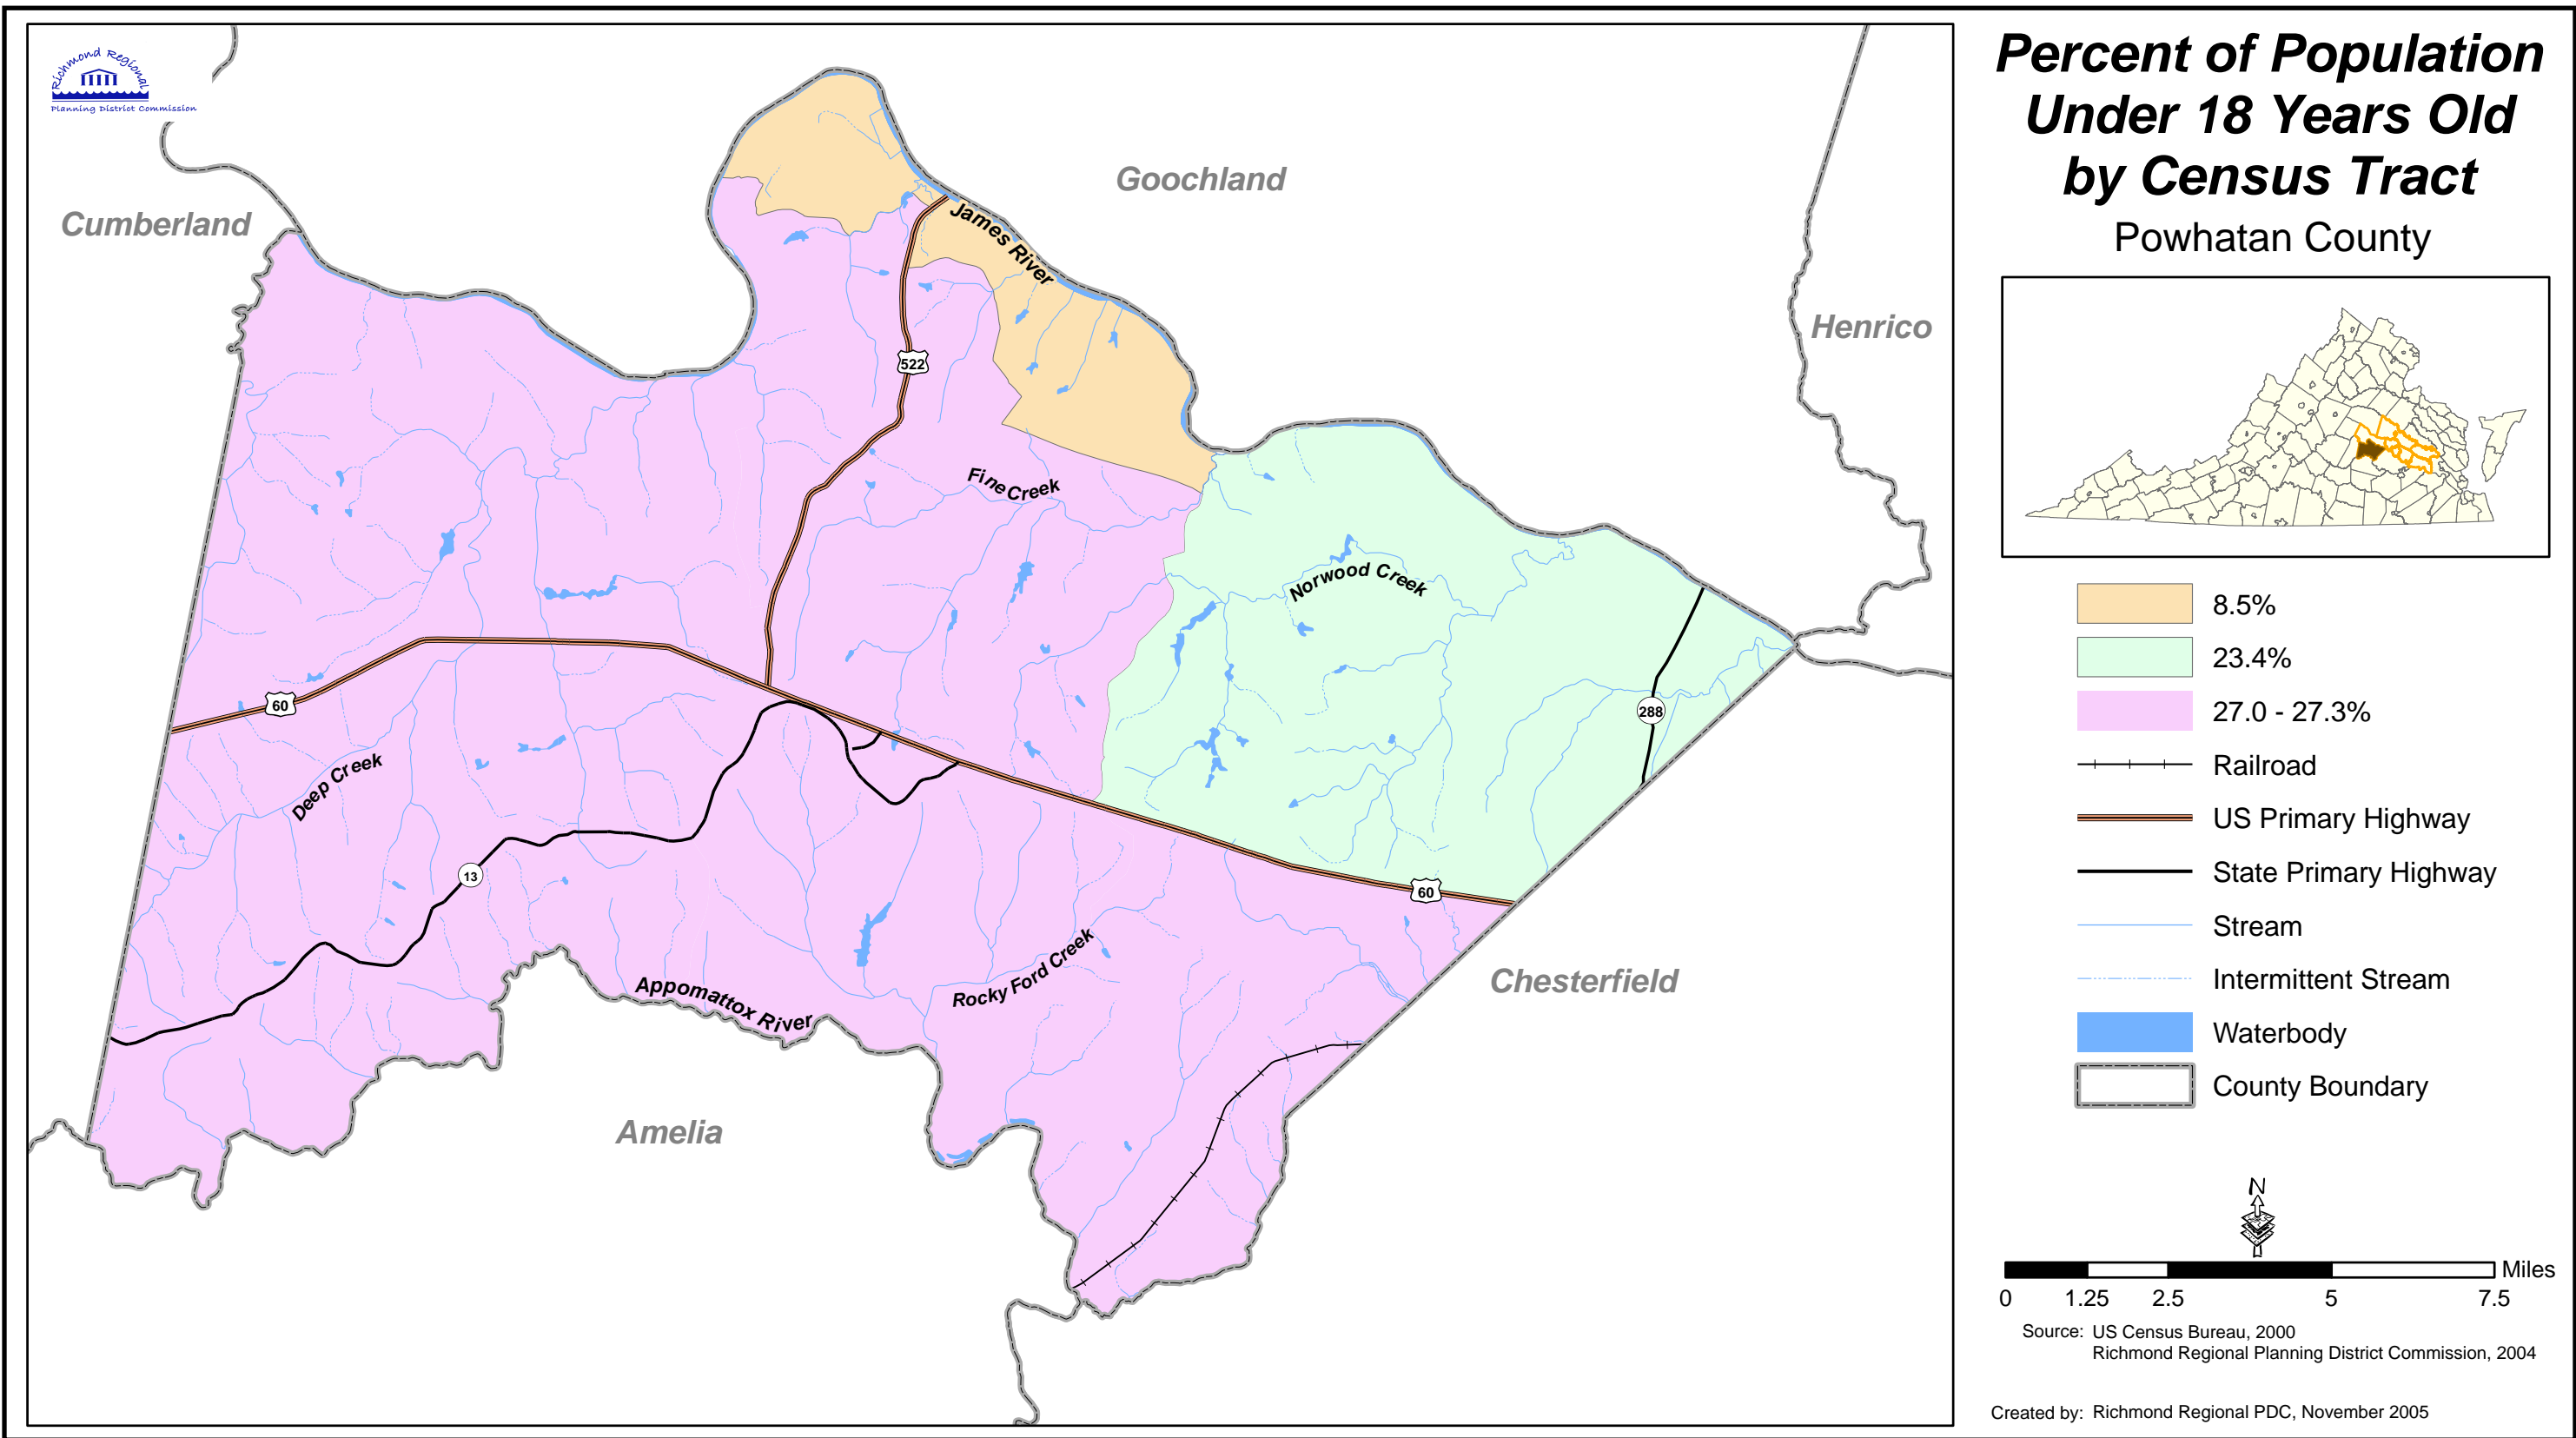 Richmond Regional
Planning District Commission
Percent of Population
Under 18 Years Old
by Census Tract
Powhatan County
Cumberland
Goochland
Henrico
James River
522
Fine Creek
Norwood Creek
60
288
Deep Creek
13
60
Appomattox River
Rocky Ford Creek
Chesterfield
Amelia
8.5%
23.4%
27.0 - 27.3%
Railroad
US Primary Highway
State Primary Highway
Stream
Intermittent Stream
Waterbody
County Boundary
N
Miles
0 1.25 2.5 5 7.5
Source: US Census Bureau, 2000
Richmond Regional Planning District Commission, 2004
Created by: Richmond Regional PDC, November 2005